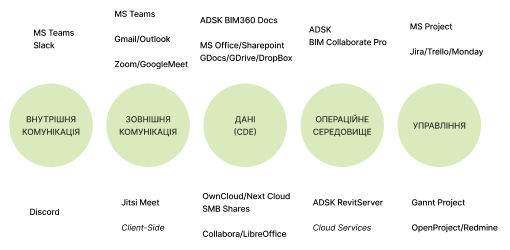 MS Teams
Slack
MS Teams
Gmail/Outlook
Zoom/GoogleMeet
ADSK BIM360 Docs
MS Office/Sharepoint
GDocs/GDrive/DropBox
ADSK
BIM Collaborate Pro
MS Project
Jira/Trello/Monday
ВНУТРІШНЯ
КОМУНІКАЦІЯ
ЗОВНІШНЯ
КОМУНІКАЦІЯ
ДАНІ
(CDE)
ОПЕРАЦІЙНЕ
СЕРЕДОВИЩЕ
УПРАВЛІННЯ
Discord
Jitsi Meet
Client-Side
OwnCloud/Next Cloud
SMB Shares
Collabora/LibreOffice
ADSK RevitServer
Cloud Services
Gannt Project
OpenProject/Redmine